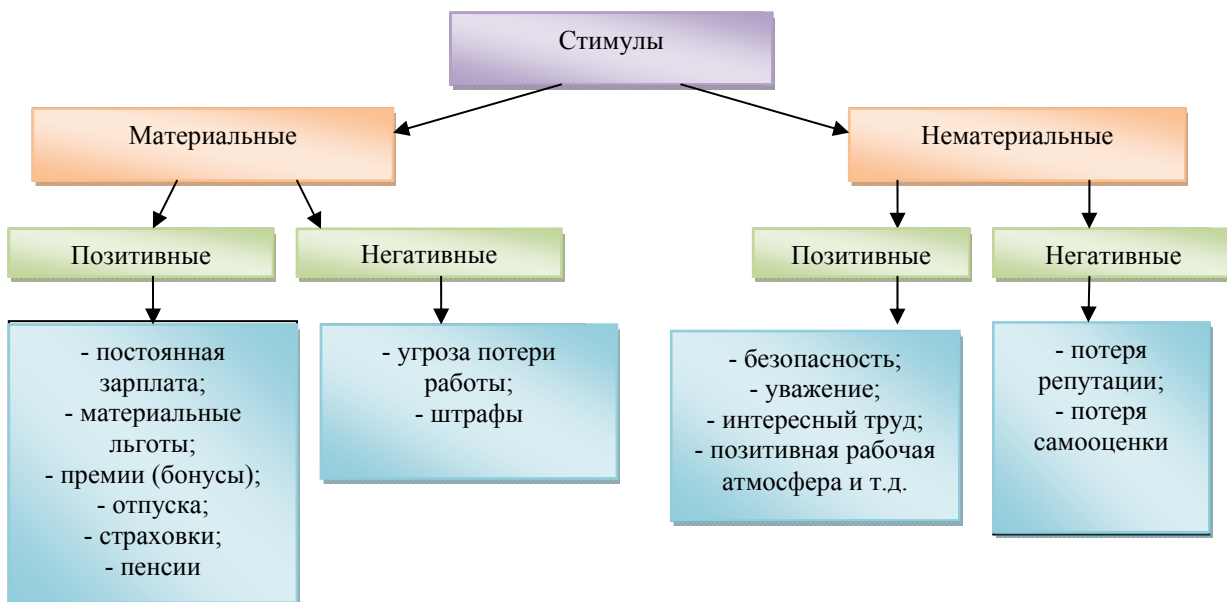 Стимулы
Материальные
Нематериальные
Позитивные
Негативные
Позитивные
Негативные
- постоянная
зарплата;
- материальные
льготы;
- премии (бонусы);
- отпуска;
- страховки;
- пенсии
- угроза потери
работы;
- штрафы
- безопасность;
- уважение;
- интересный труд;
- позитивная рабочая
атмосфера и т.д.
- потеря
репутации;
- потеря
самооценки